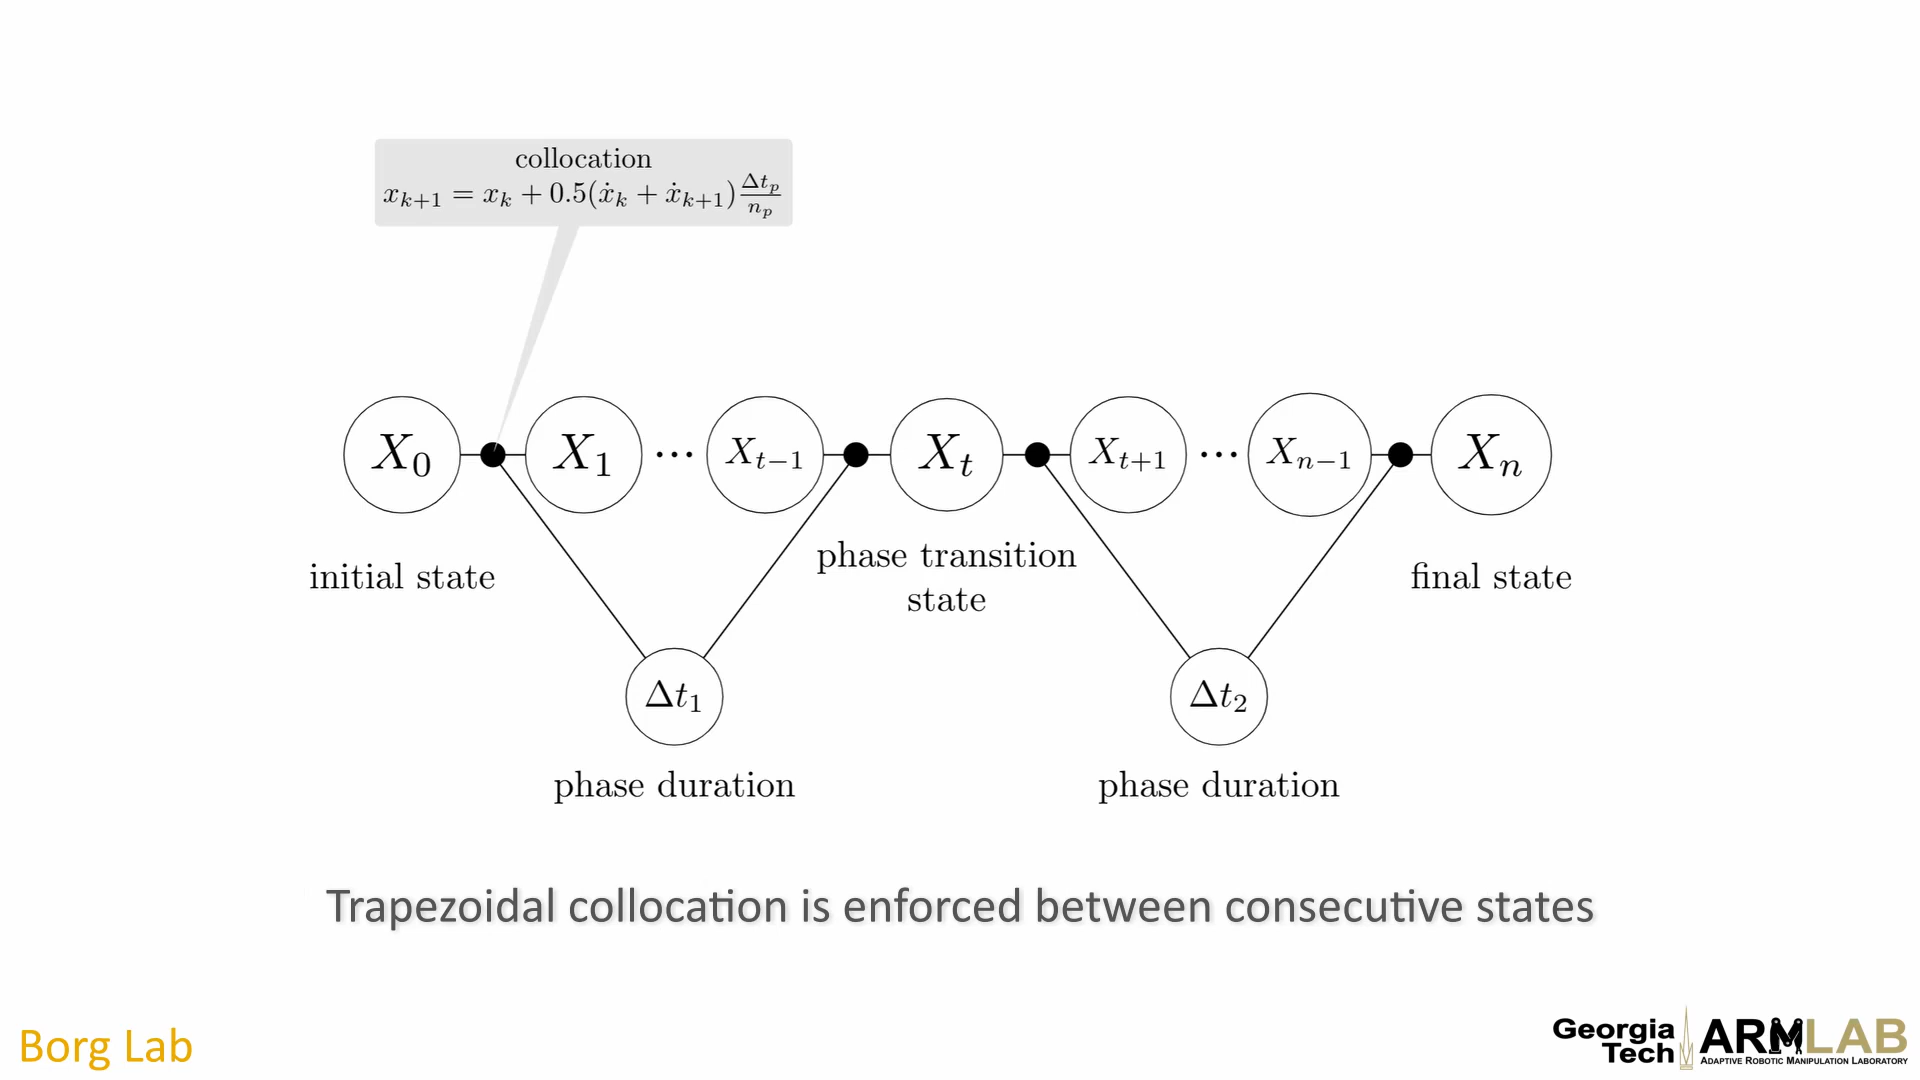 collocation
x_{k+1} = x_k + 0.5(ẋ_k + ẋ_{k+1}) Δt_p / n_p
X_0 X_1 ··· X_{t−1} X_t X_{t+1} ··· X_{n−1} X_n
initial state
phase transition
state
final state
Δt_1 Δt_2
phase duration phase duration
Trapezoidal collocation is enforced between consecutive states
Borg Lab
Georgia
Tech
ARMLAB
ADAPTIVE ROBOTIC MANIPULATION LABORATORY